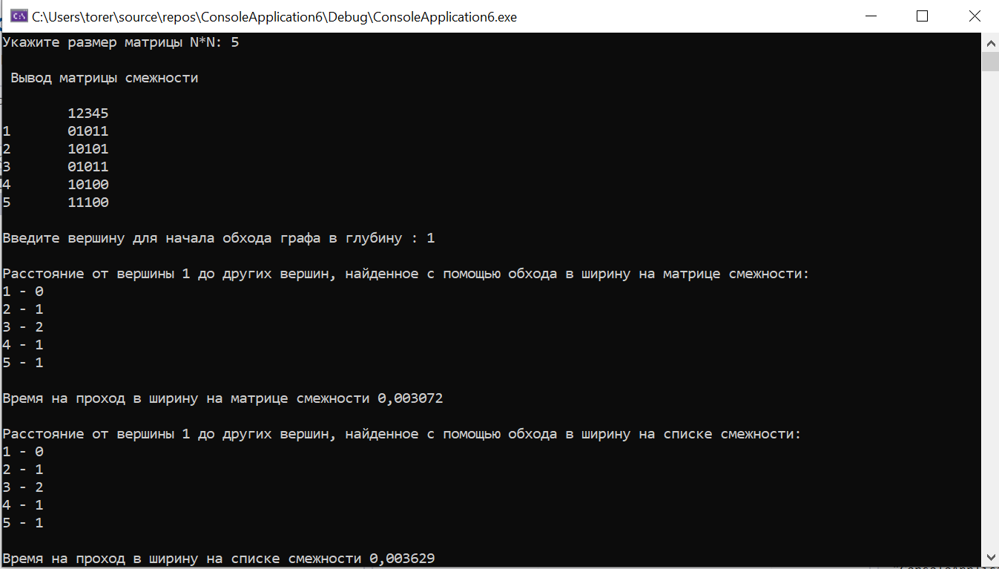 C:\Users\torer\source\repos\ConsoleApplication6\Debug\ConsoleApplication6.exe
Укажите размер матрицы N*N: 5
Вывод матрицы смежности
12345
1 01011
2 10101
3 01011
4 10100
5 11100
Введите вершину для начала обхода графа в глубину : 1
Расстояние от вершины 1 до других вершин, найденное с помощью обхода в ширину на матрице смежности:
1 - 0
2 - 1
3 - 2
4 - 1
5 - 1
Время на проход в ширину на матрице смежности 0,003072
Расстояние от вершины 1 до других вершин, найденное с помощью обхода в ширину на списке смежности:
1 - 0
2 - 1
3 - 2
4 - 1
5 - 1
Время на проход в ширину на списке смежности 0,003629